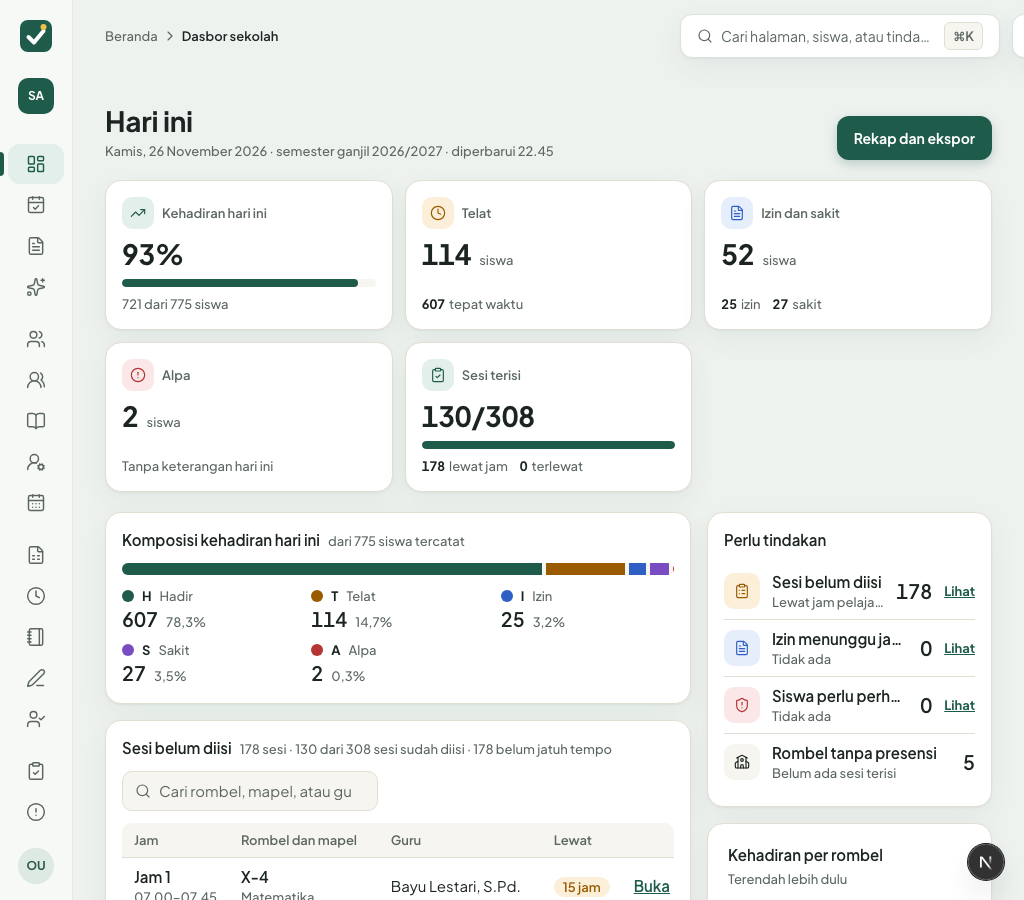 Beranda > Dasbor sekolah
Cari halaman, siswa, atau tinda... ⌘K
SA
Hari ini
Kamis, 26 November 2026 · semester ganjil 2026/2027 · diperbarui 22.45
Rekap dan ekspor
Kehadiran hari ini
93%
721 dari 775 siswa
Telat
114 siswa
607 tepat waktu
Izin dan sakit
52 siswa
25 izin 27 sakit
Alpa
2 siswa
Tanpa keterangan hari ini
Sesi terisi
130/308
178 lewat jam 0 terlewat
Komposisi kehadiran hari ini dari 775 siswa tercatat
H Hadir
607 78,3%
T Telat
114 14,7%
I Izin
25 3,2%
S Sakit
27 3,5%
A Alpa
2 0,3%
Perlu tindakan
Sesi belum diisi
Lewat jam pelaja...
178 Lihat
Izin menunggu ja...
Tidak ada
0 Lihat
Siswa perlu perh...
Tidak ada
0 Lihat
Rombel tanpa presensi
Belum ada sesi terisi
5
Sesi belum diisi 178 sesi · 130 dari 308 sesi sudah diisi · 178 belum jatuh tempo
Cari rombel, mapel, atau gu
Jam Rombel dan mapel Guru Lewat
Jam 1 X-4
07.00–07.45 Matematika
Bayu Lestari, S.Pd. 15 jam Buka
Kehadiran per rombel
Terendah lebih dulu
N
OU